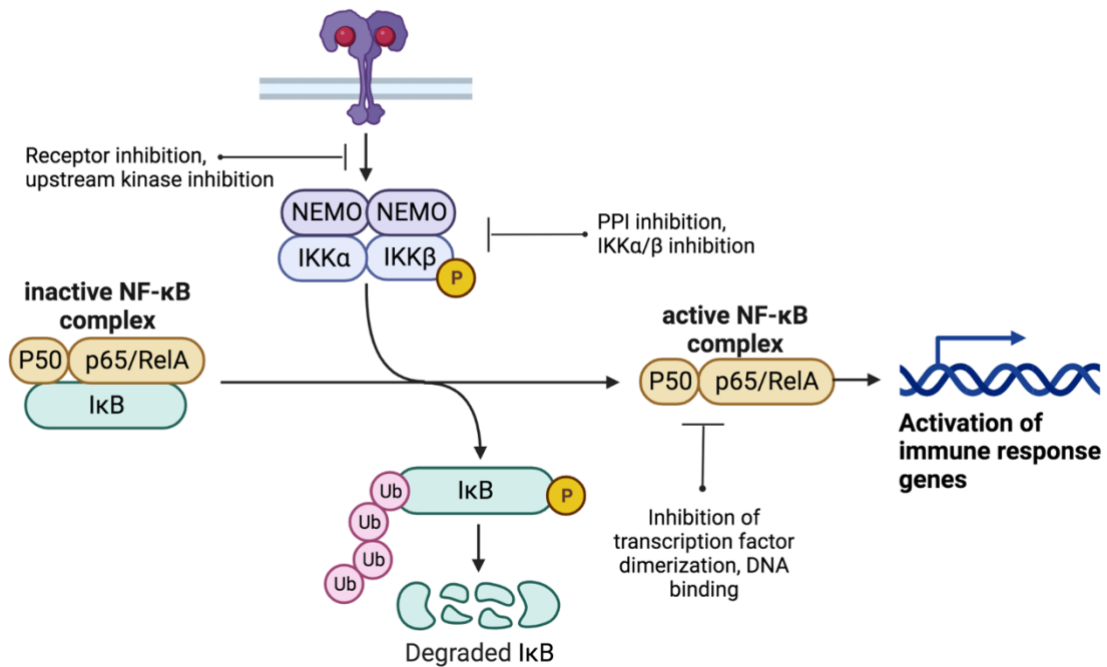 Receptor inhibition,
upstream kinase inhibition
NEMO
NEMO
IKKα
IKKβ
P
PPI inhibition,
IKKα/β inhibition
inactive NF-κB
complex
P50
p65/RelA
IκB
active NF-κB
complex
P50
p65/RelA
Activation of
immune response
genes
Ub
Ub
Ub
Ub
IκB
P
Degraded IκB
Inhibition of
transcription factor
dimerization, DNA
binding